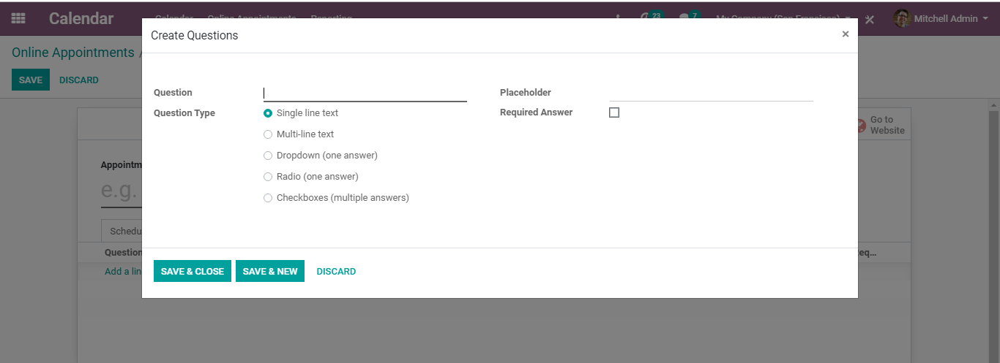 Calendar Calendar Online Appointments Reporting 23 7 My Company (San Francisco) Mitchell Admin
Create Questions ×
Online Appointments /
SAVE DISCARD
Question Placeholder
Question Type Single line text Required Answer
Multi-line text
Dropdown (one answer)
Radio (one answer)
Checkboxes (multiple answers)
Go to
Website
Appointm
e.g.
Schedu
Question eq...
Add a lin
SAVE & CLOSE SAVE & NEW DISCARD